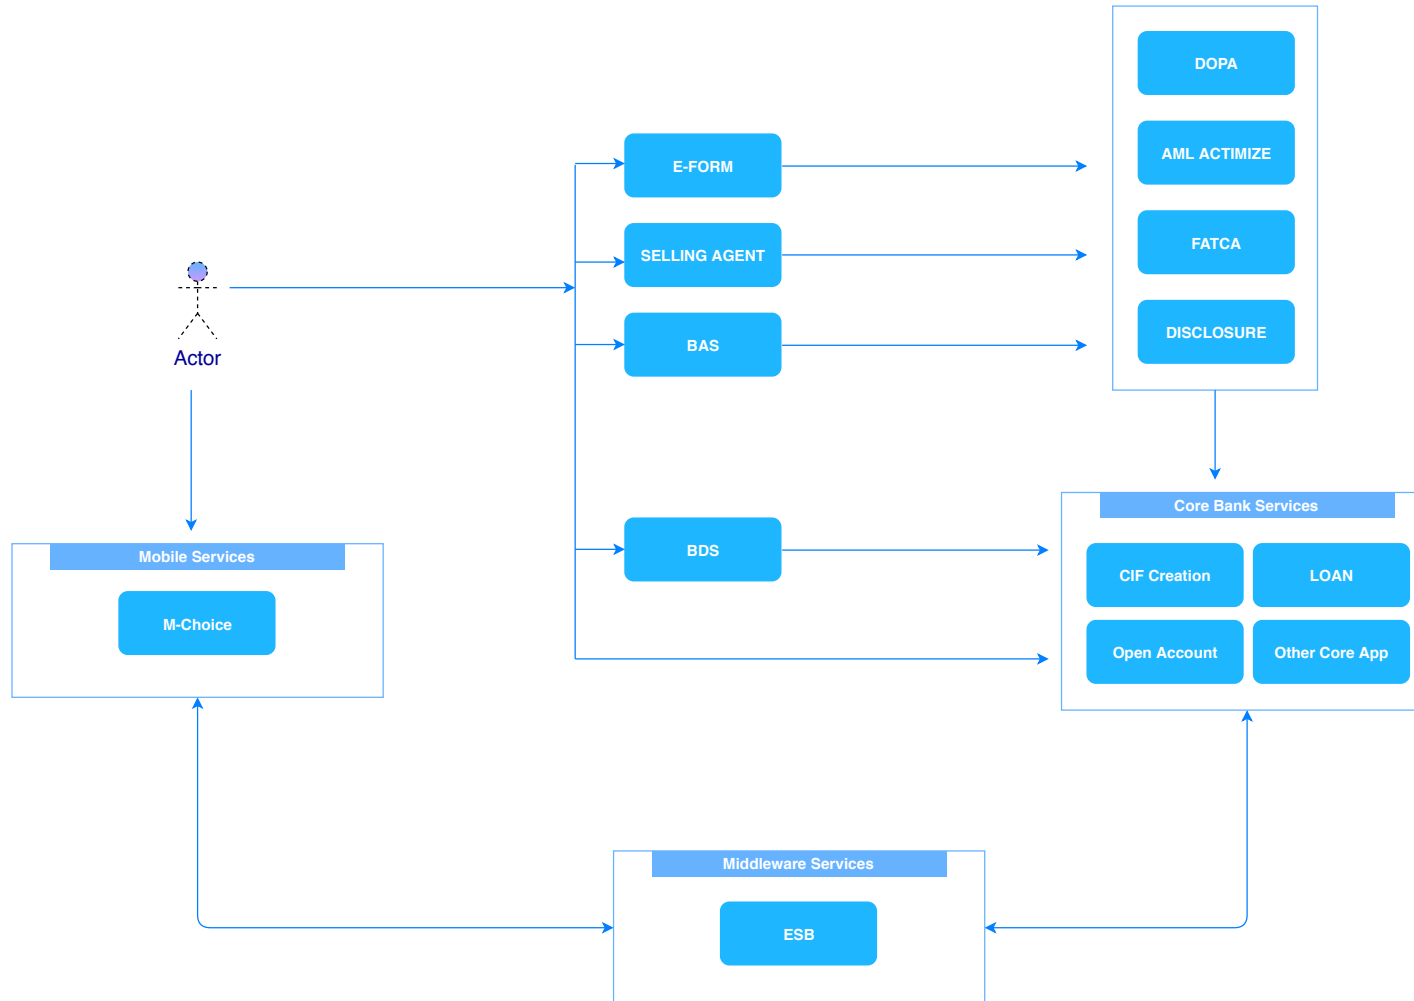 DOPA
E-FORM
AML ACTIMIZE
SELLING AGENT
FATCA
BAS
DISCLOSURE
Actor
Core Bank Services
Mobile Services
BDS
CIF Creation
LOAN
M-Choice
Open Account
Other Core App
Middleware Services
ESB